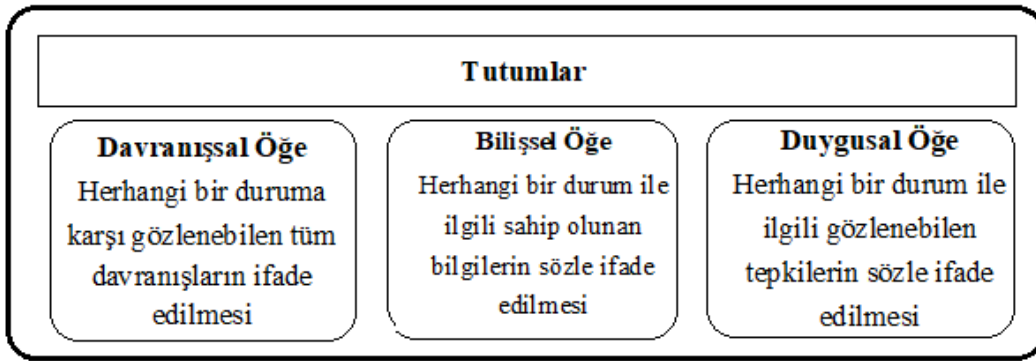 Tutumlar
Davranışsal Öğe
Herhangi bir duruma
karşı gözlenebilen tüm
davranışların ifade
edilmesi
Bilişsel Öğe
Herhangi bir durum ile
ilgili sahip olunan
bilgilerin sözle ifade
edilmesi
Duygusal Öğe
Herhangi bir durum ile
ilgili gözlenebilen
tepkilerin sözle ifade
edilmesi